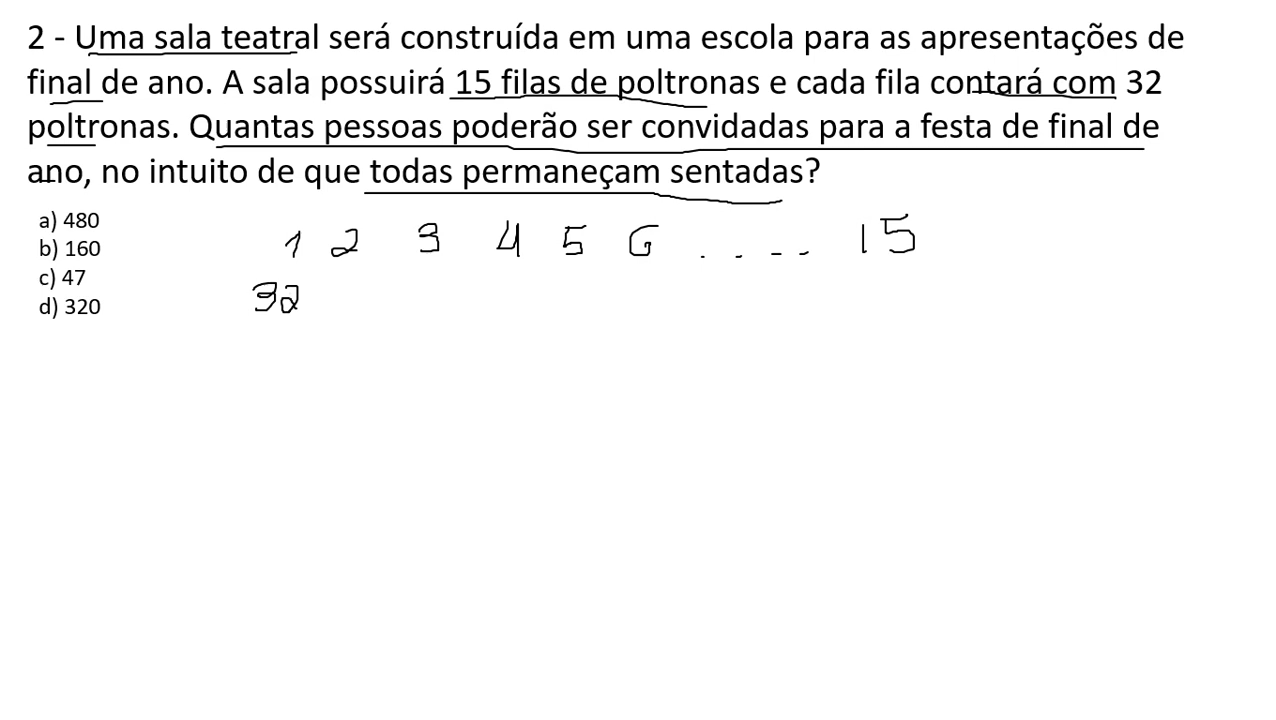 2 - Uma sala teatral será construída em uma escola para as apresentações de
final de ano. A sala possuirá 15 filas de poltronas e cada fila contará com 32
poltronas. Quantas pessoas poderão ser convidadas para a festa de final de
ano, no intuito de que todas permaneçam sentadas?
a) 480
b) 160
c) 47
d) 320
1 2 3 4 5 6 .... 15
32